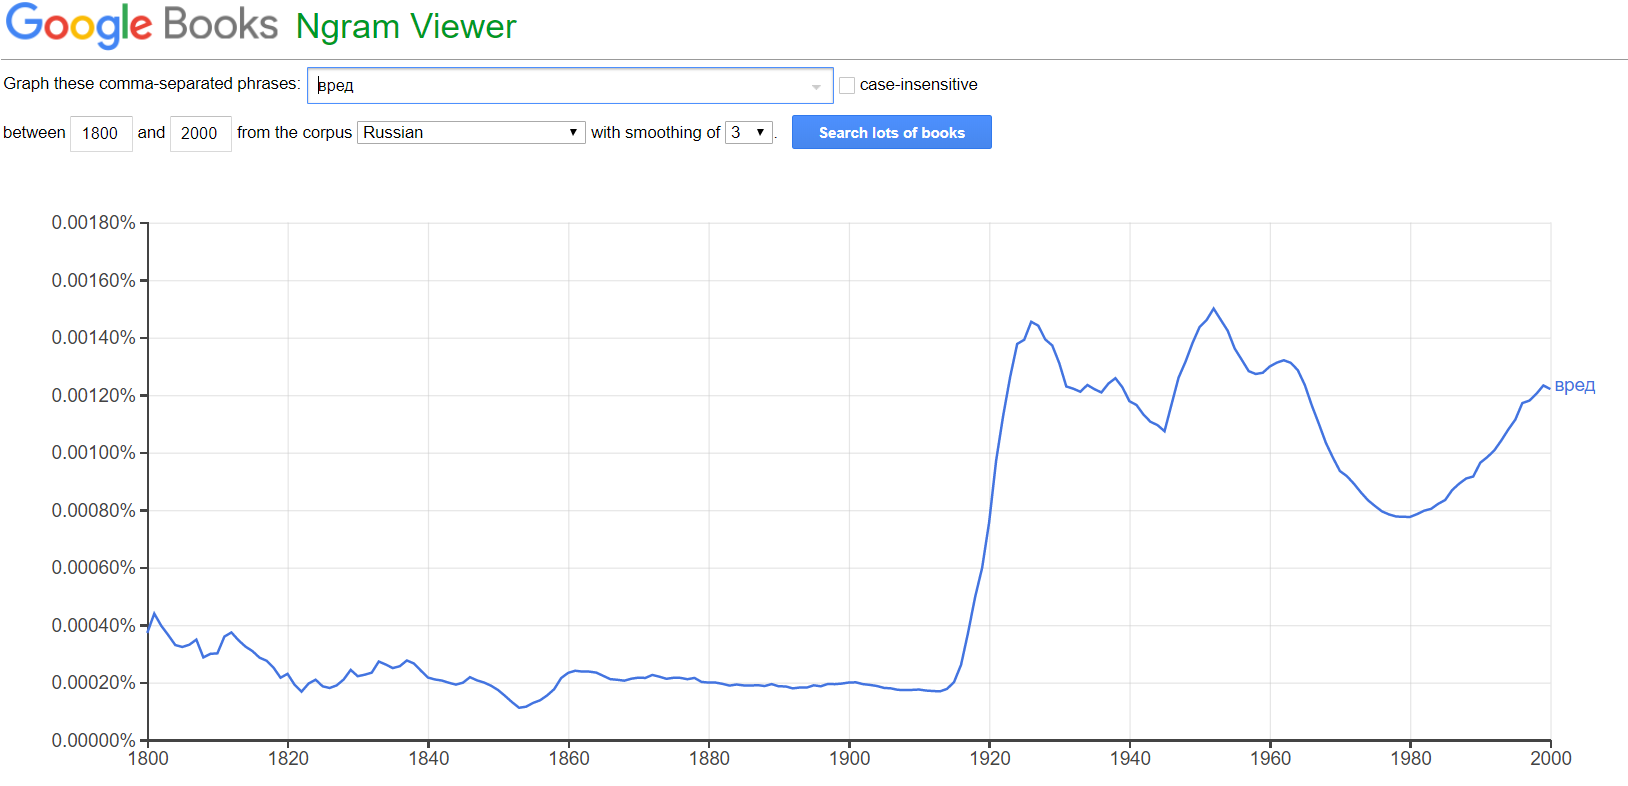 Google Books Ngram Viewer
Graph these comma-separated phrases: вред case-insensitive
between 1800 and 2000 from the corpus Russian with smoothing of 3 . Search lots of books
0.00180%
0.00160%
0.00140%
0.00120%
вред
0.00100%
0.00080%
0.00060%
0.00040%
0.00020%
0.00000%
1800 1820 1840 1860 1880 1900 1920 1940 1960 1980 2000